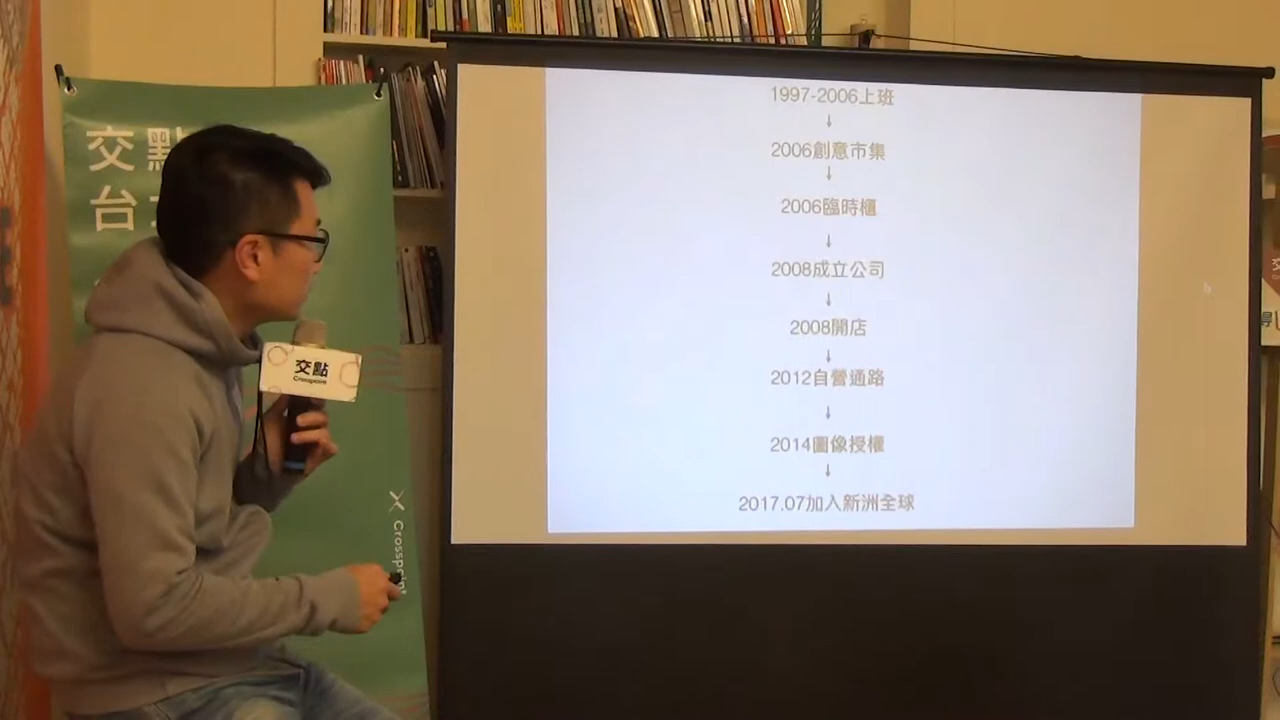 交點
台
交點
Crosspoint
Crosspoint
1997-2006上班
↓
2006創意市集
↓
2006臨時櫃
↓
2008成立公司
↓
2008開店
↓
2012自營通路
↓
2014圖像授權
↓
2017.07加入新洲全球